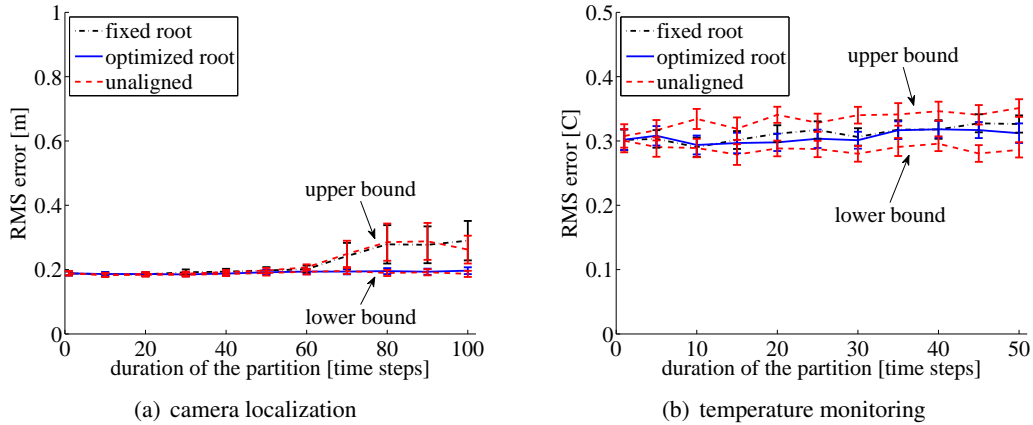 1
0.8
0.6
0.4
0.2
0
RMS error [m]
fixed root
optimized root
unaligned
upper bound
lower bound
0 20 40 60 80 100
duration of the partition [time steps]
(a) camera localization
0.5
0.4
0.3
0.2
0.1
0
RMS error [C]
fixed root
optimized root
unaligned
upper bound
lower bound
0 10 20 30 40 50
duration of the partition [time steps]
(b) temperature monitoring